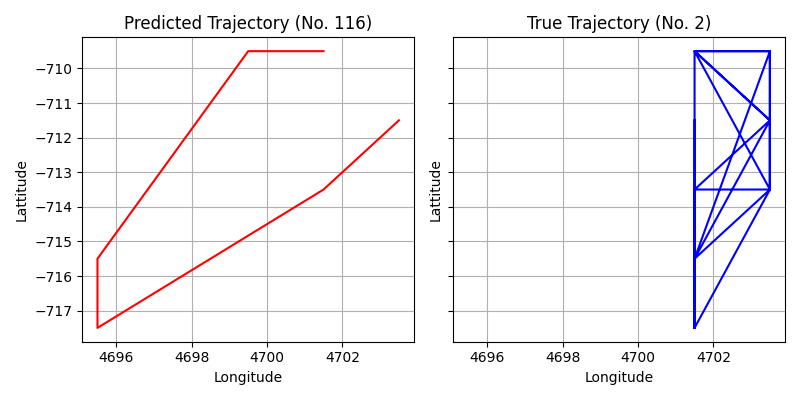 Predicted Trajectory (No. 116)
Lattitude
−710
−711
−712
−713
−714
−715
−716
−717
4696
4698
4700
4702
Longitude
True Trajectory (No. 2)
Lattitude
4696
4698
4700
4702
Longitude